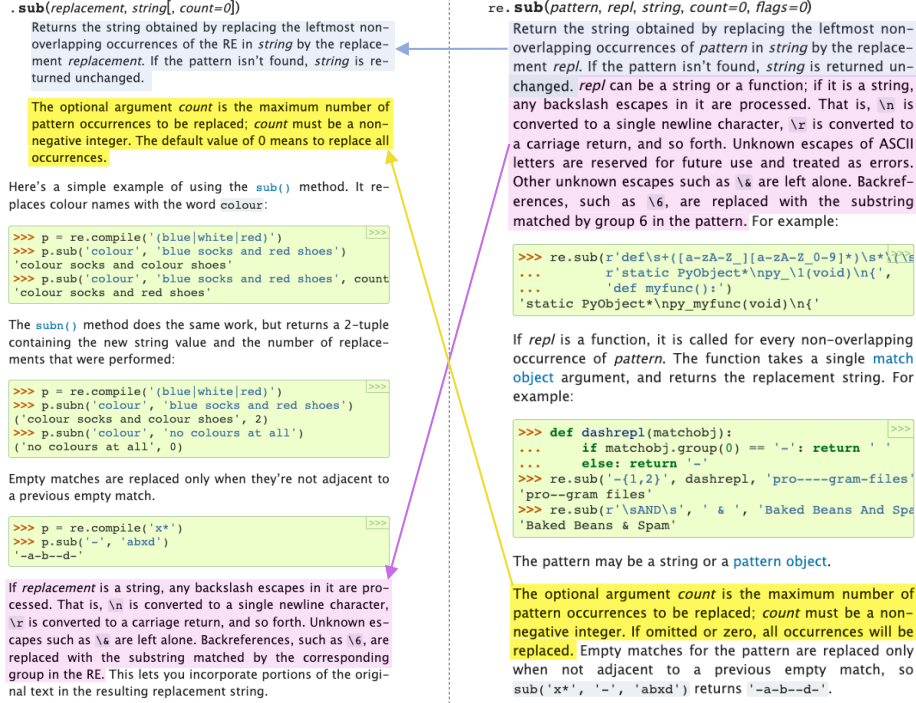 .sub(replacement, string[, count=0])
Returns the string obtained by replacing the leftmost non-
overlapping occurrences of the RE in string by the replace-
ment replacement. If the pattern isn't found, string is re-
turned unchanged.
The optional argument count is the maximum number of
pattern occurrences to be replaced; count must be a non-
negative integer. The default value of 0 means to replace all
occurrences.
Here's a simple example of using the sub() method. It re-
places colour names with the word colour:
>>>
>>> p = re.compile('(blue|white|red)')
>>> p.sub('colour', 'blue socks and red shoes')
'colour socks and colour shoes'
>>> p.sub('colour', 'blue socks and red shoes', count
'colour socks and red shoes'
The subn() method does the same work, but returns a 2-tuple
containing the new string value and the number of replace-
ments that were performed:
>>>
>>> p = re.compile('(blue|white|red)')
>>> p.subn('colour', 'blue socks and red shoes')
('colour socks and colour shoes', 2)
>>> p.subn('colour', 'no colours at all')
('no colours at all', 0)
Empty matches are replaced only when they're not adjacent to
a previous empty match.
>>>
>>> p = re.compile('x*')
>>> p.sub('-', 'abxd')
'-a-b--d-'
If replacement is a string, any backslash escapes in it are pro-
cessed. That is, \n is converted to a single newline character,
\r is converted to a carriage return, and so forth. Unknown es-
capes such as \& are left alone. Backreferences, such as \6, are
replaced with the substring matched by the corresponding
group in the RE. This lets you incorporate portions of the origi-
nal text in the resulting replacement string.
re.sub(pattern, repl, string, count=0, flags=0)
Return the string obtained by replacing the leftmost non-
overlapping occurrences of pattern in string by the replace-
ment repl. If the pattern isn't found, string is returned un-
changed. repl can be a string or a function; if it is a string,
any backslash escapes in it are processed. That is, \n is
converted to a single newline character, \r is converted to
a carriage return, and so forth. Unknown escapes of ASCII
letters are reserved for future use and treated as errors.
Other unknown escapes such as \& are left alone. Backref-
erences, such as \6, are replaced with the substring
matched by group 6 in the pattern. For example:
>>> re.sub(r'def\s+([a-zA-Z_][a-zA-Z_0-9]*)\s*
... r'static PyObject*\npy_\1(void)\n{',
... 'def myfunc():')
'static PyObject*\npy_myfunc(void)\n{'
If repl is a function, it is called for every non-overlapping
occurrence of pattern. The function takes a single match
object argument, and returns the replacement string. For
example:
>>>
>>> def dashrepl(matchobj):
... if matchobj.group(0) == '-': return ' '
... else: return '-'
>>> re.sub('-{1,2}', dashrepl, 'pro----gram-files'
'pro--gram files'
>>> re.sub(r'\sAND\s', ' & ', 'Baked Beans And Spa
'Baked Beans & Spam'
The pattern may be a string or a pattern object.
The optional argument count is the maximum number of
pattern occurrences to be replaced; count must be a non-
negative integer. If omitted or zero, all occurrences will be
replaced. Empty matches for the pattern are replaced only
when not adjacent to a previous empty match, so
sub('x*', '-', 'abxd') returns '-a-b--d-'.